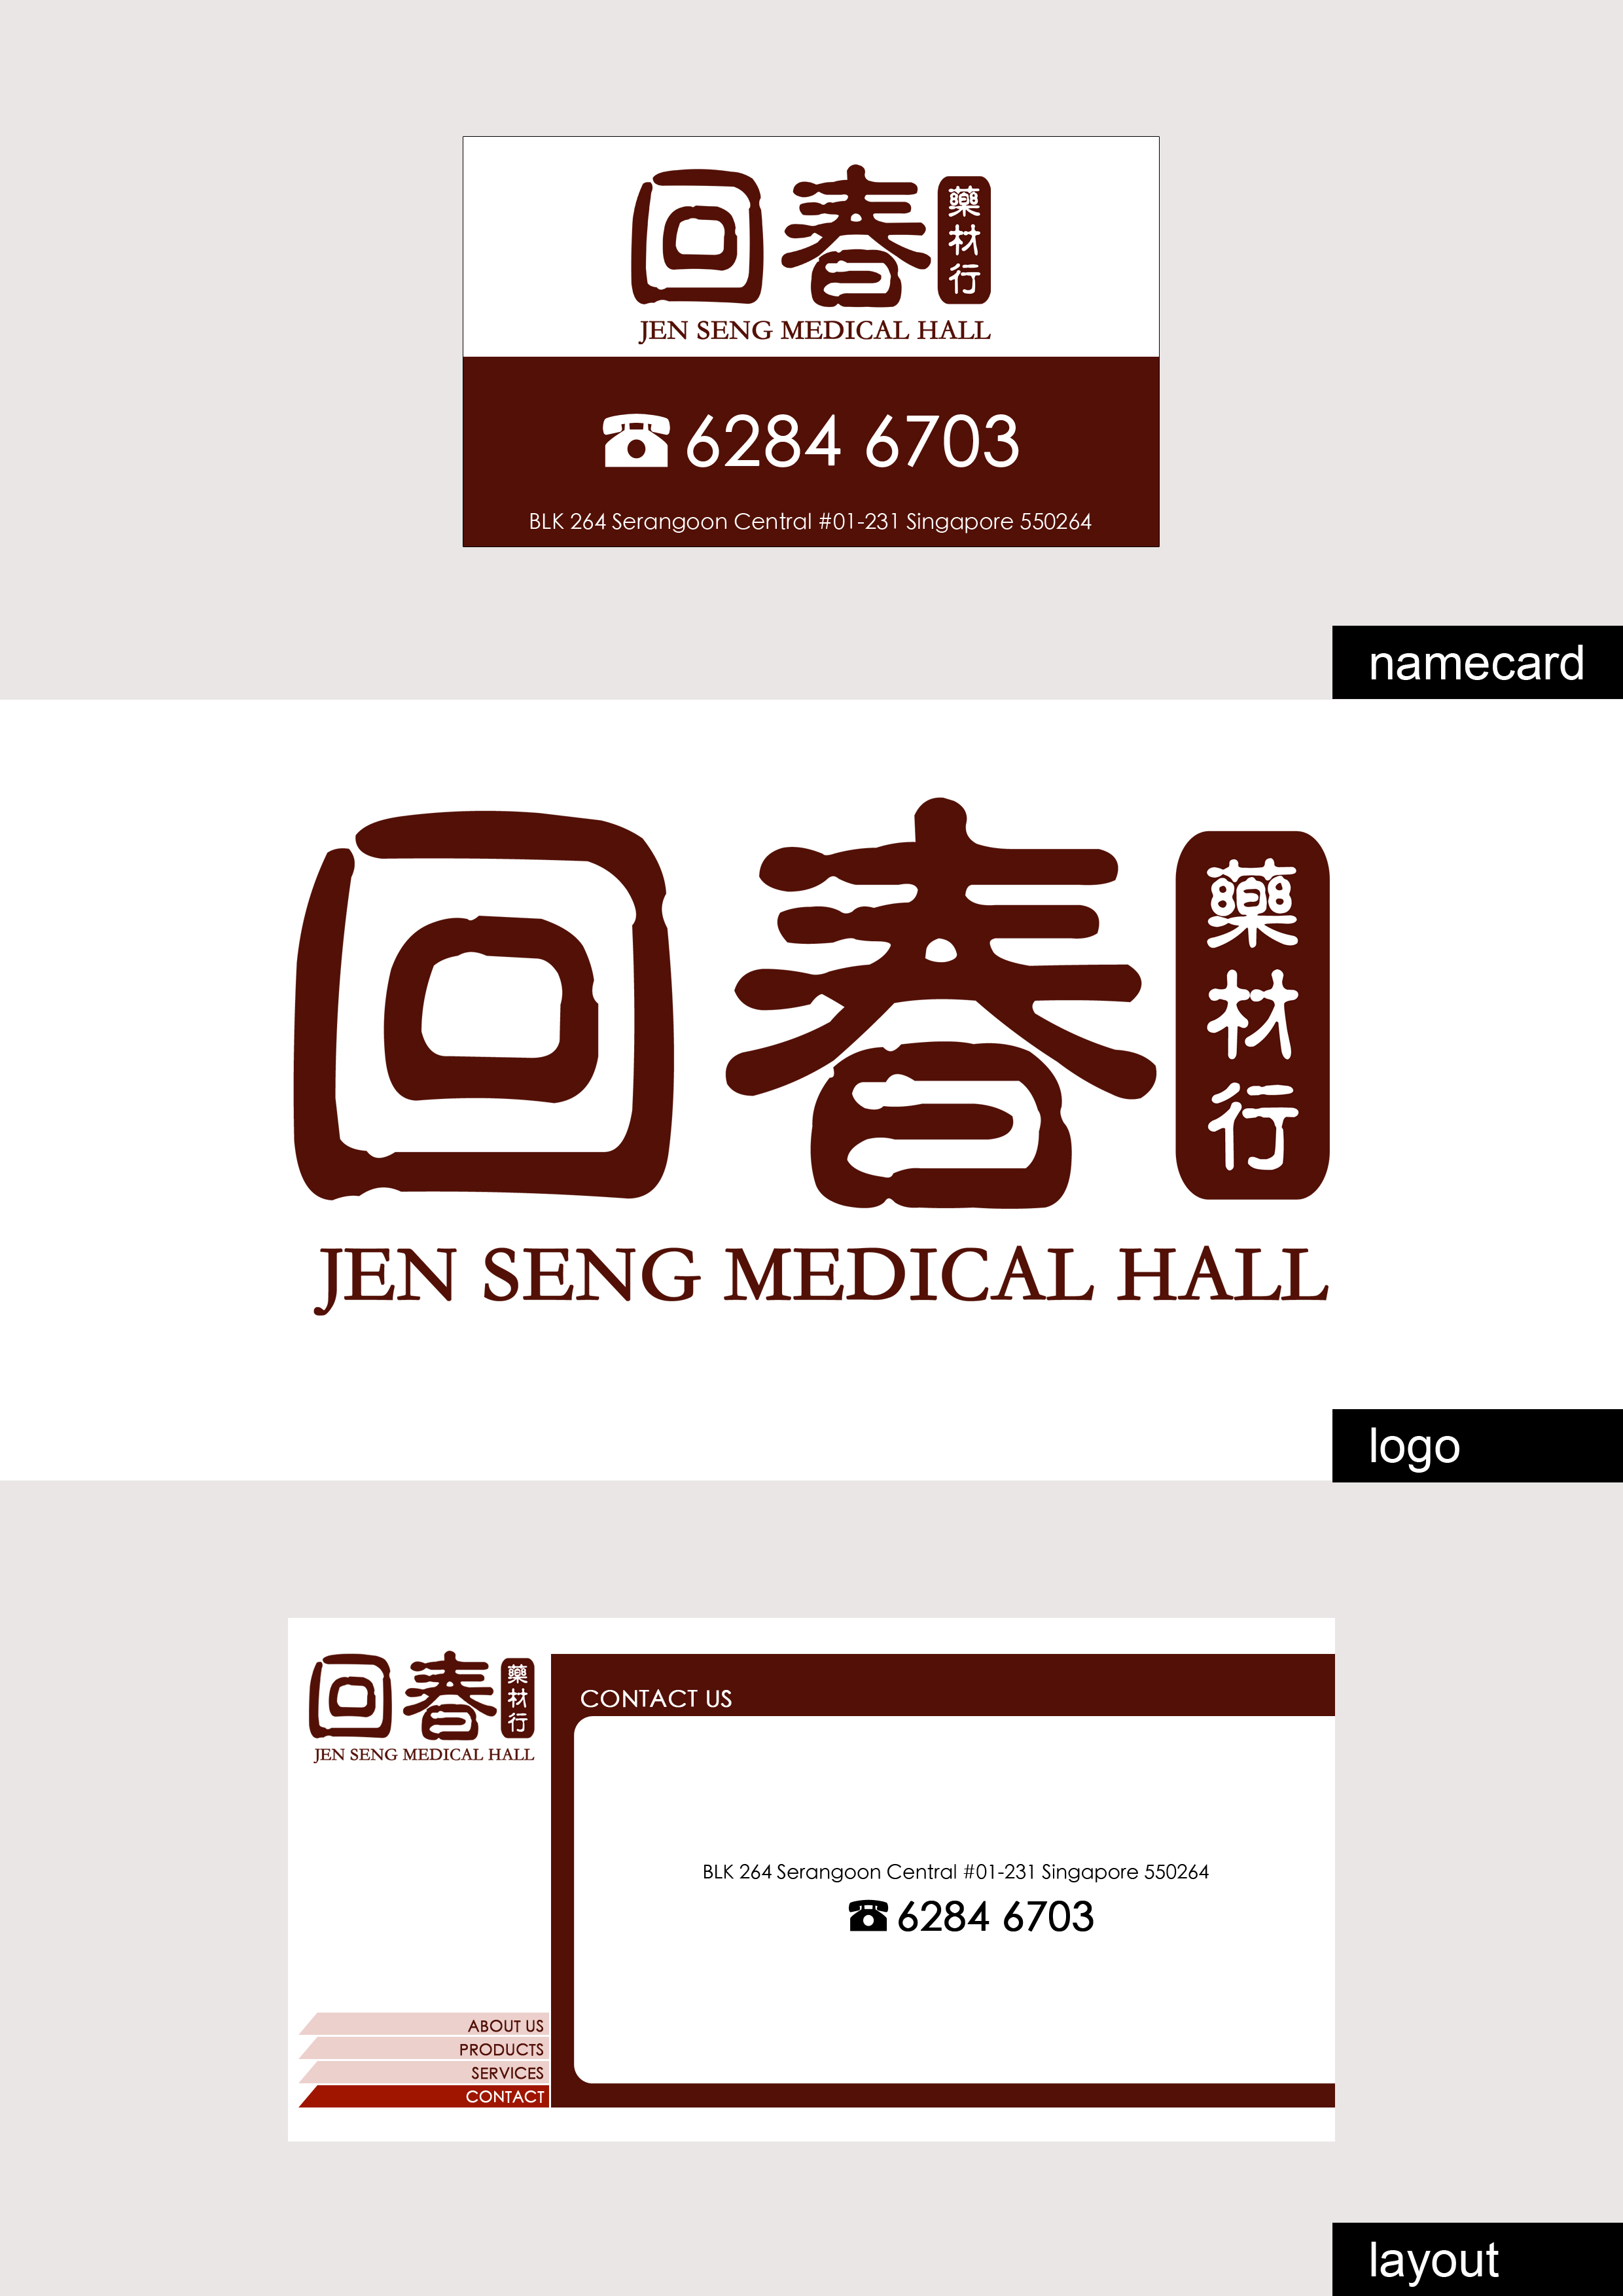 回春
藥材行
JEN SENG MEDICAL HALL
☎ 6284 6703
BLK 264 Serangoon Central #01-231 Singapore 550264
namecard
回春
藥材行
JEN SENG MEDICAL HALL
logo
回春
藥材行
JEN SENG MEDICAL HALL
CONTACT US
BLK 264 Serangoon Central #01-231 Singapore 550264
☎ 6284 6703
ABOUT US
PRODUCTS
SERVICES
CONTACT
layout